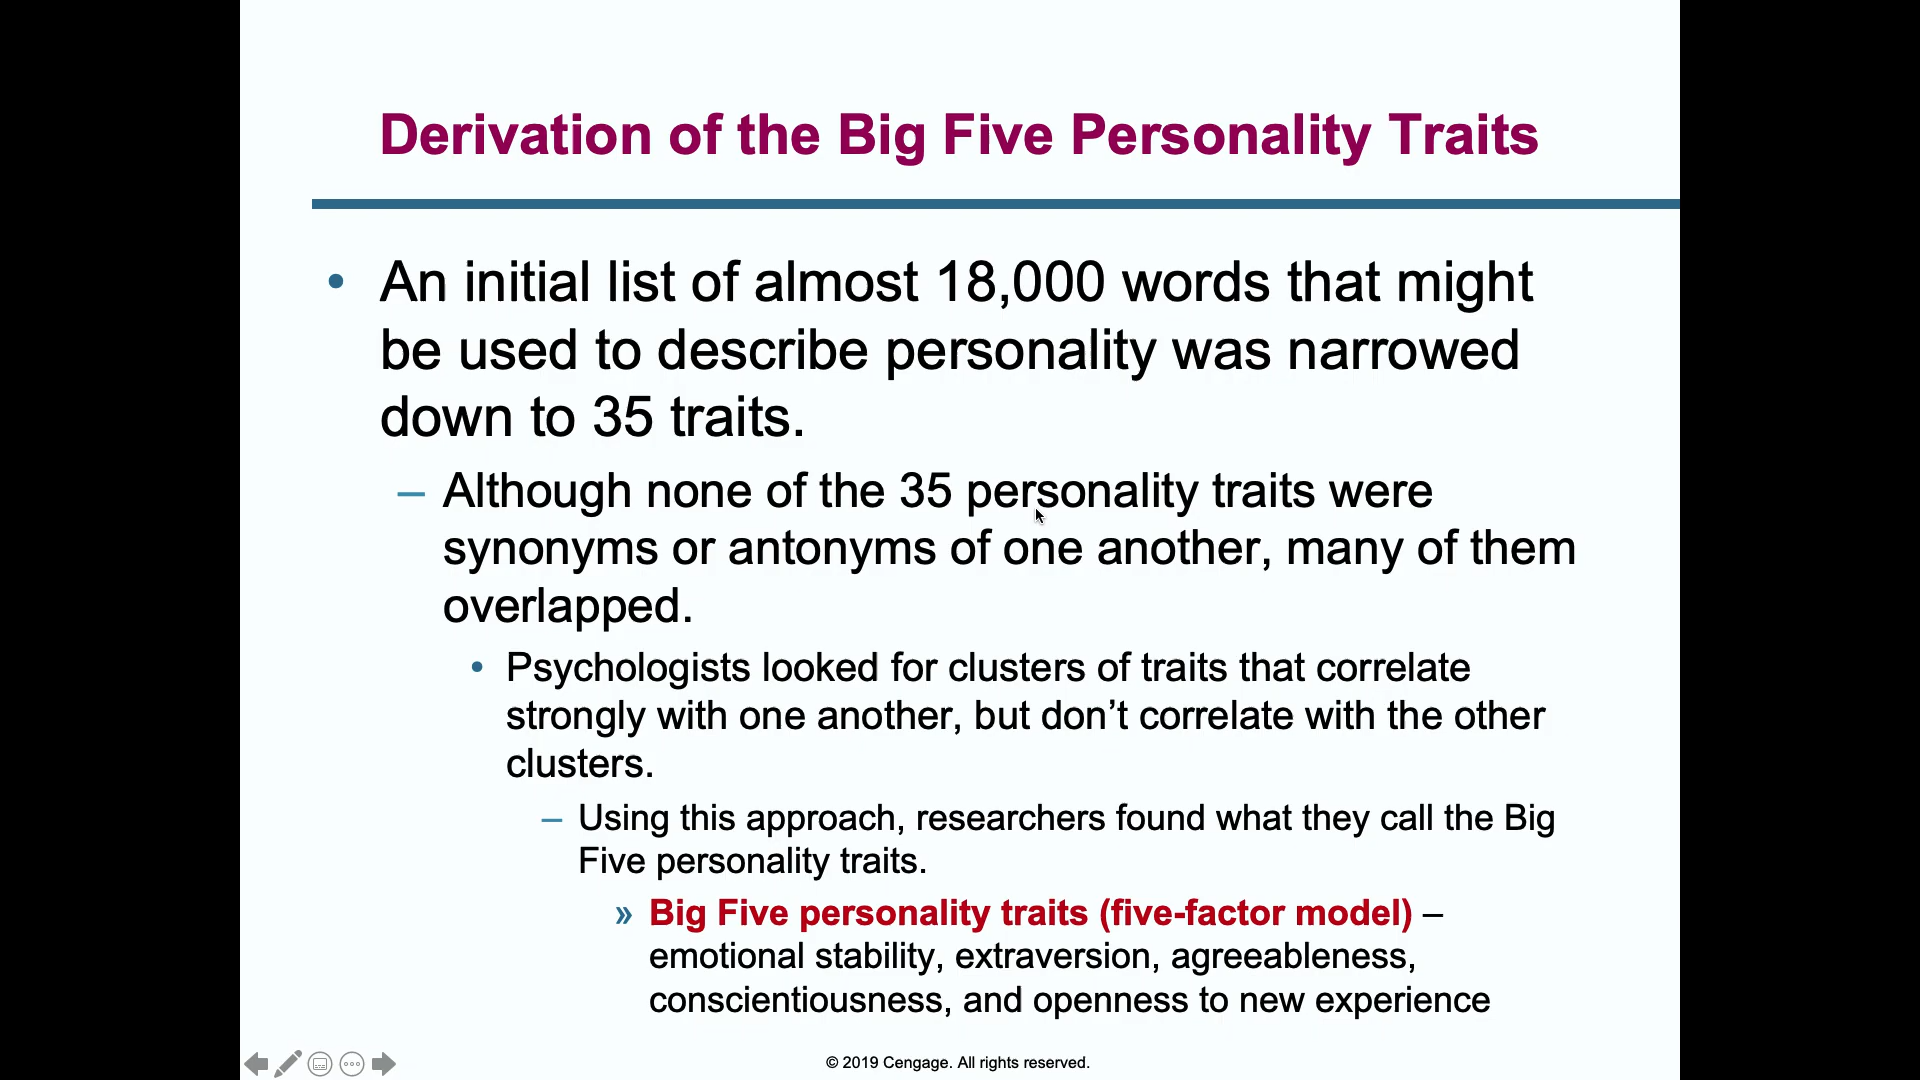 Derivation of the Big Five Personality Traits
• An initial list of almost 18,000 words that might
be used to describe personality was narrowed
down to 35 traits.
– Although none of the 35 personality traits were
synonyms or antonyms of one another, many of them
overlapped.
• Psychologists looked for clusters of traits that correlate
strongly with one another, but don’t correlate with the other
clusters.
– Using this approach, researchers found what they call the Big
Five personality traits.
» Big Five personality traits (five-factor model) –
emotional stability, extraversion, agreeableness,
conscientiousness, and openness to new experience
© 2019 Cengage. All rights reserved.